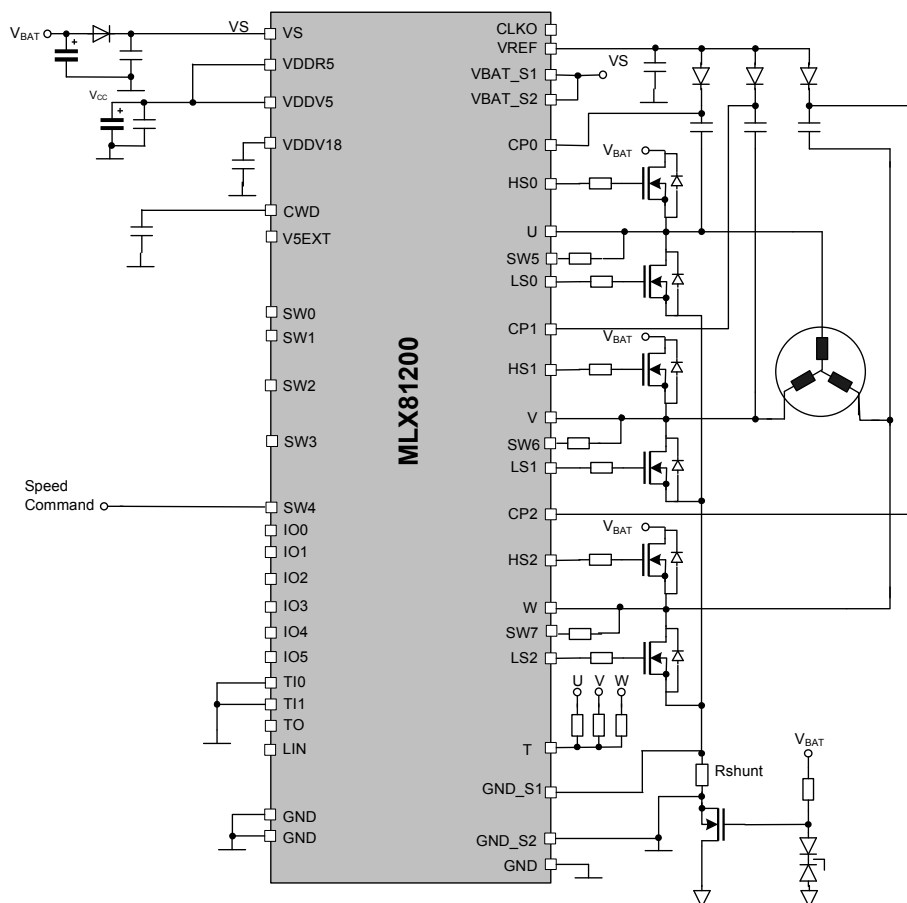 VBAT
VS
VS
VDDR5
VCC
VDDV5
VDDV18
CWD
V5EXT
SW0
SW1
SW2
SW3
Speed
Command
SW4
IO0
IO1
IO2
IO3
IO4
IO5
TI0
TI1
TO
LIN
GND
GND
MLX81200
CLKO
VREF
VBAT_S1
VS
VBAT_S2
CP0
VBAT
HS0
U
SW5
LS0
CP1
VBAT
HS1
V
SW6
LS1
CP2
VBAT
HS2
W
SW7
LS2
U V W
T
VBAT
Rshunt
GND_S1
GND_S2
GND